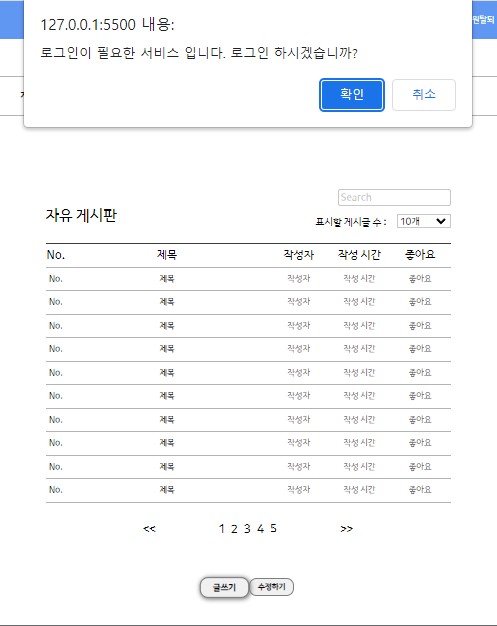 127.0.0.1:5500 내용:
로그인이 필요한 서비스 입니다. 로그인 하시겠습니까?
확인 취소
원탈퇴
Search
자유 게시판
표시할 게시글 수 : 10개
No. 제목 작성자 작성 시간 좋아요
No. 제목 작성자 작성 시간 좋아요
No. 제목 작성자 작성 시간 좋아요
No. 제목 작성자 작성 시간 좋아요
No. 제목 작성자 작성 시간 좋아요
No. 제목 작성자 작성 시간 좋아요
No. 제목 작성자 작성 시간 좋아요
No. 제목 작성자 작성 시간 좋아요
No. 제목 작성자 작성 시간 좋아요
No. 제목 작성자 작성 시간 좋아요
No. 제목 작성자 작성 시간 좋아요
<< 1 2 3 4 5 >>
글쓰기 수정하기